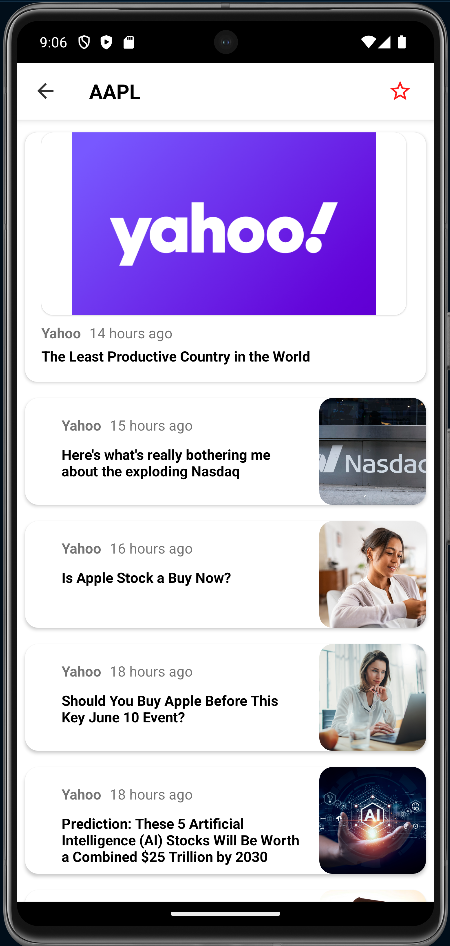 9:06
AAPL
yahoo!
Yahoo 14 hours ago
The Least Productive Country in the World
Yahoo 15 hours ago
Here's what's really bothering me
about the exploding Nasdaq
Nasdaq
Yahoo 16 hours ago
Is Apple Stock a Buy Now?
Yahoo 18 hours ago
Should You Buy Apple Before This
Key June 10 Event?
Yahoo 18 hours ago
Prediction: These 5 Artificial
Intelligence (AI) Stocks Will Be Worth
a Combined $25 Trillion by 2030
AI